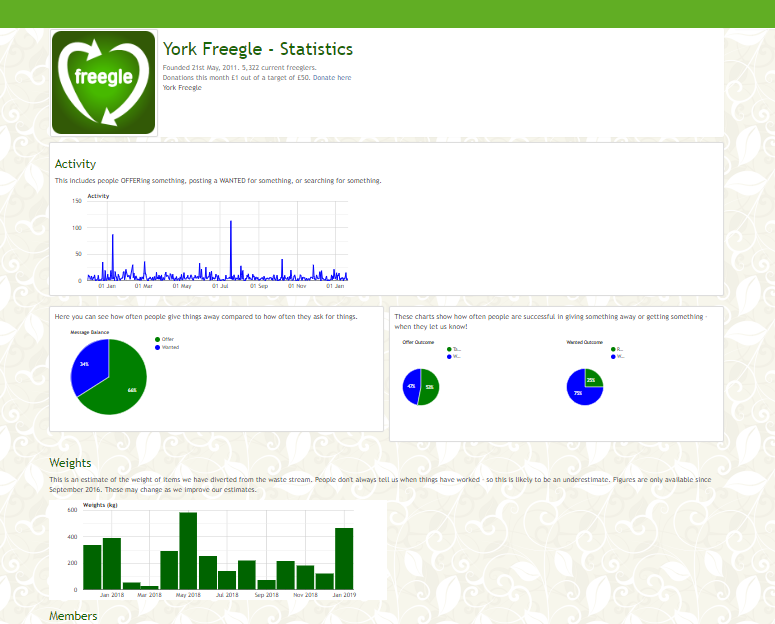 freegle
York Freegle - Statistics
Founded 21st May, 2011. 5,322 current freeglers.
Donations this month £1 out of a target of £50. Donate here
York Freegle
Activity
This includes people OFFERing something, posting a WANTED for something, or searching for something.
Activity
150
100
50
0
01 Jan 01 Mar 01 May 01 Jul 01 Sep 01 Nov 01 Jan
Here you can see how often people give things away compared to how often they ask for things.
Message Balance
Offer
Wanted
34%
66%
These charts show how often people are successful in giving something away or getting something -
when they let us know!
Offer Outcome
Ta...
W...
47% 53%
Wanted Outcome
R...
W...
25%
75%
Weights
This is an estimate of the weight of items we have diverted from the waste stream. People don't always tell us when things have worked - so this is likely to be an underestimate. Figures are only available since
September 2016. These may change as we improve our estimates.
Weights (kg)
600
400
200
0
Jan 2018 Mar 2018 May 2018 Jul 2018 Sep 2018 Nov 2018 Jan 2019
Members